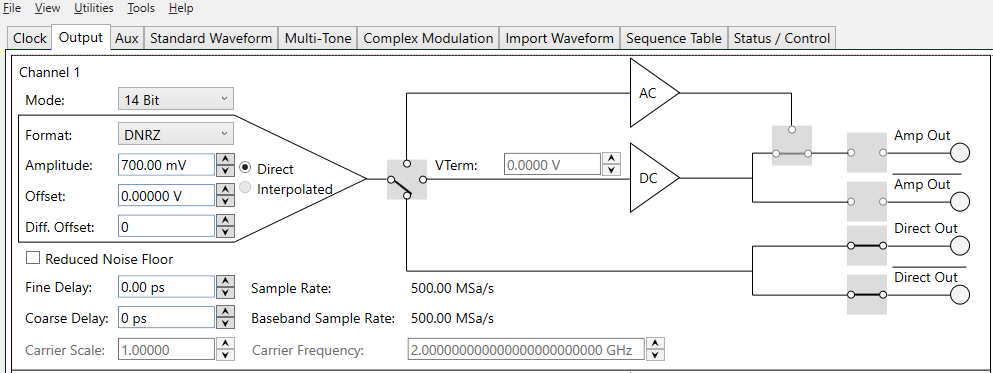 File View Utilities Tools Help
Clock Output Aux Standard Waveform Multi-Tone Complex Modulation Import Waveform Sequence Table Status / Control
Channel 1
Mode: 14 Bit
Format: DNRZ
Amplitude: 700.00 mV
Direct
Interpolated
Offset: 0.00000 V
Diff. Offset: 0
VTerm: 0.0000 V
AC
DC
Amp Out
Amp Out
Direct Out
Direct Out
Reduced Noise Floor
Fine Delay: 0.00 ps Sample Rate: 500.00 MSa/s
Coarse Delay: 0 ps Baseband Sample Rate: 500.00 MSa/s
Carrier Scale: 1.00000 Carrier Frequency: 2.000000000000000000000000 GHz